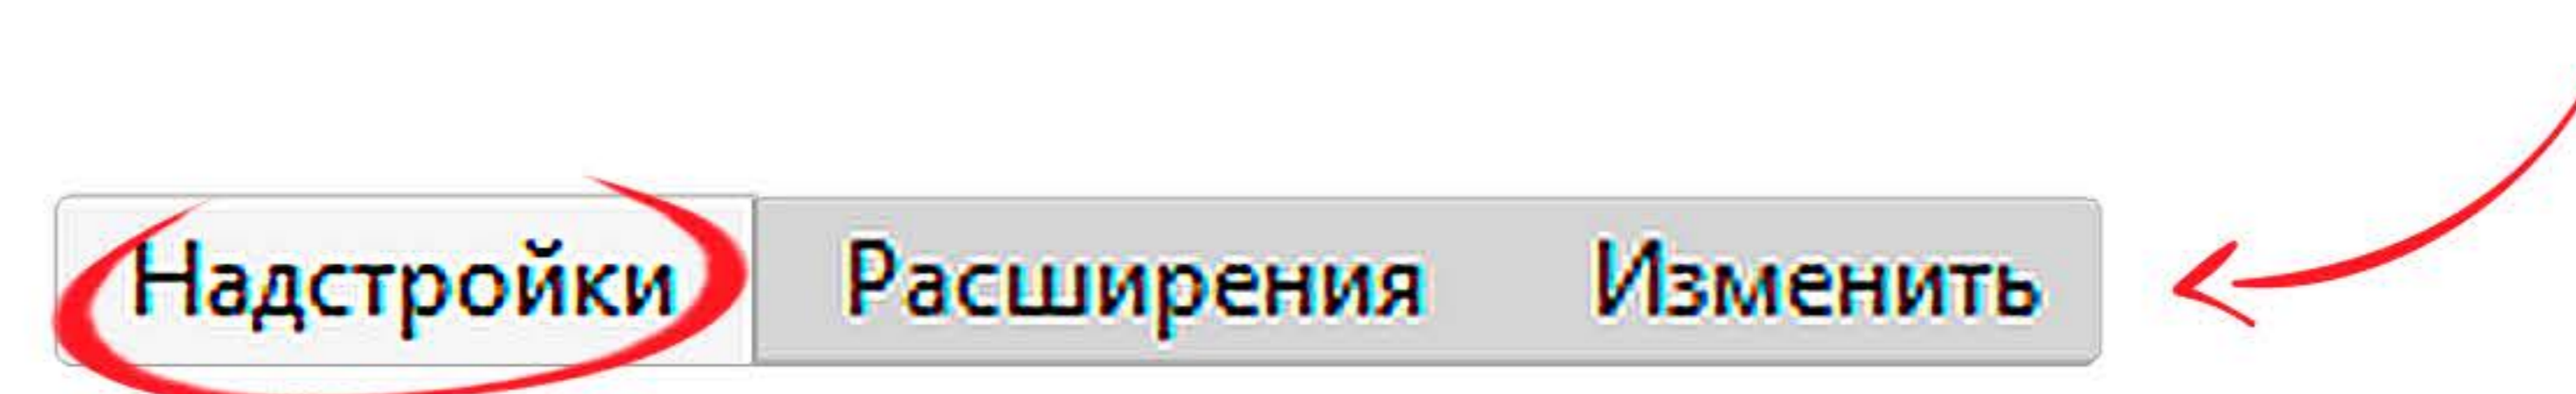 Надстройки Расширения Изменить